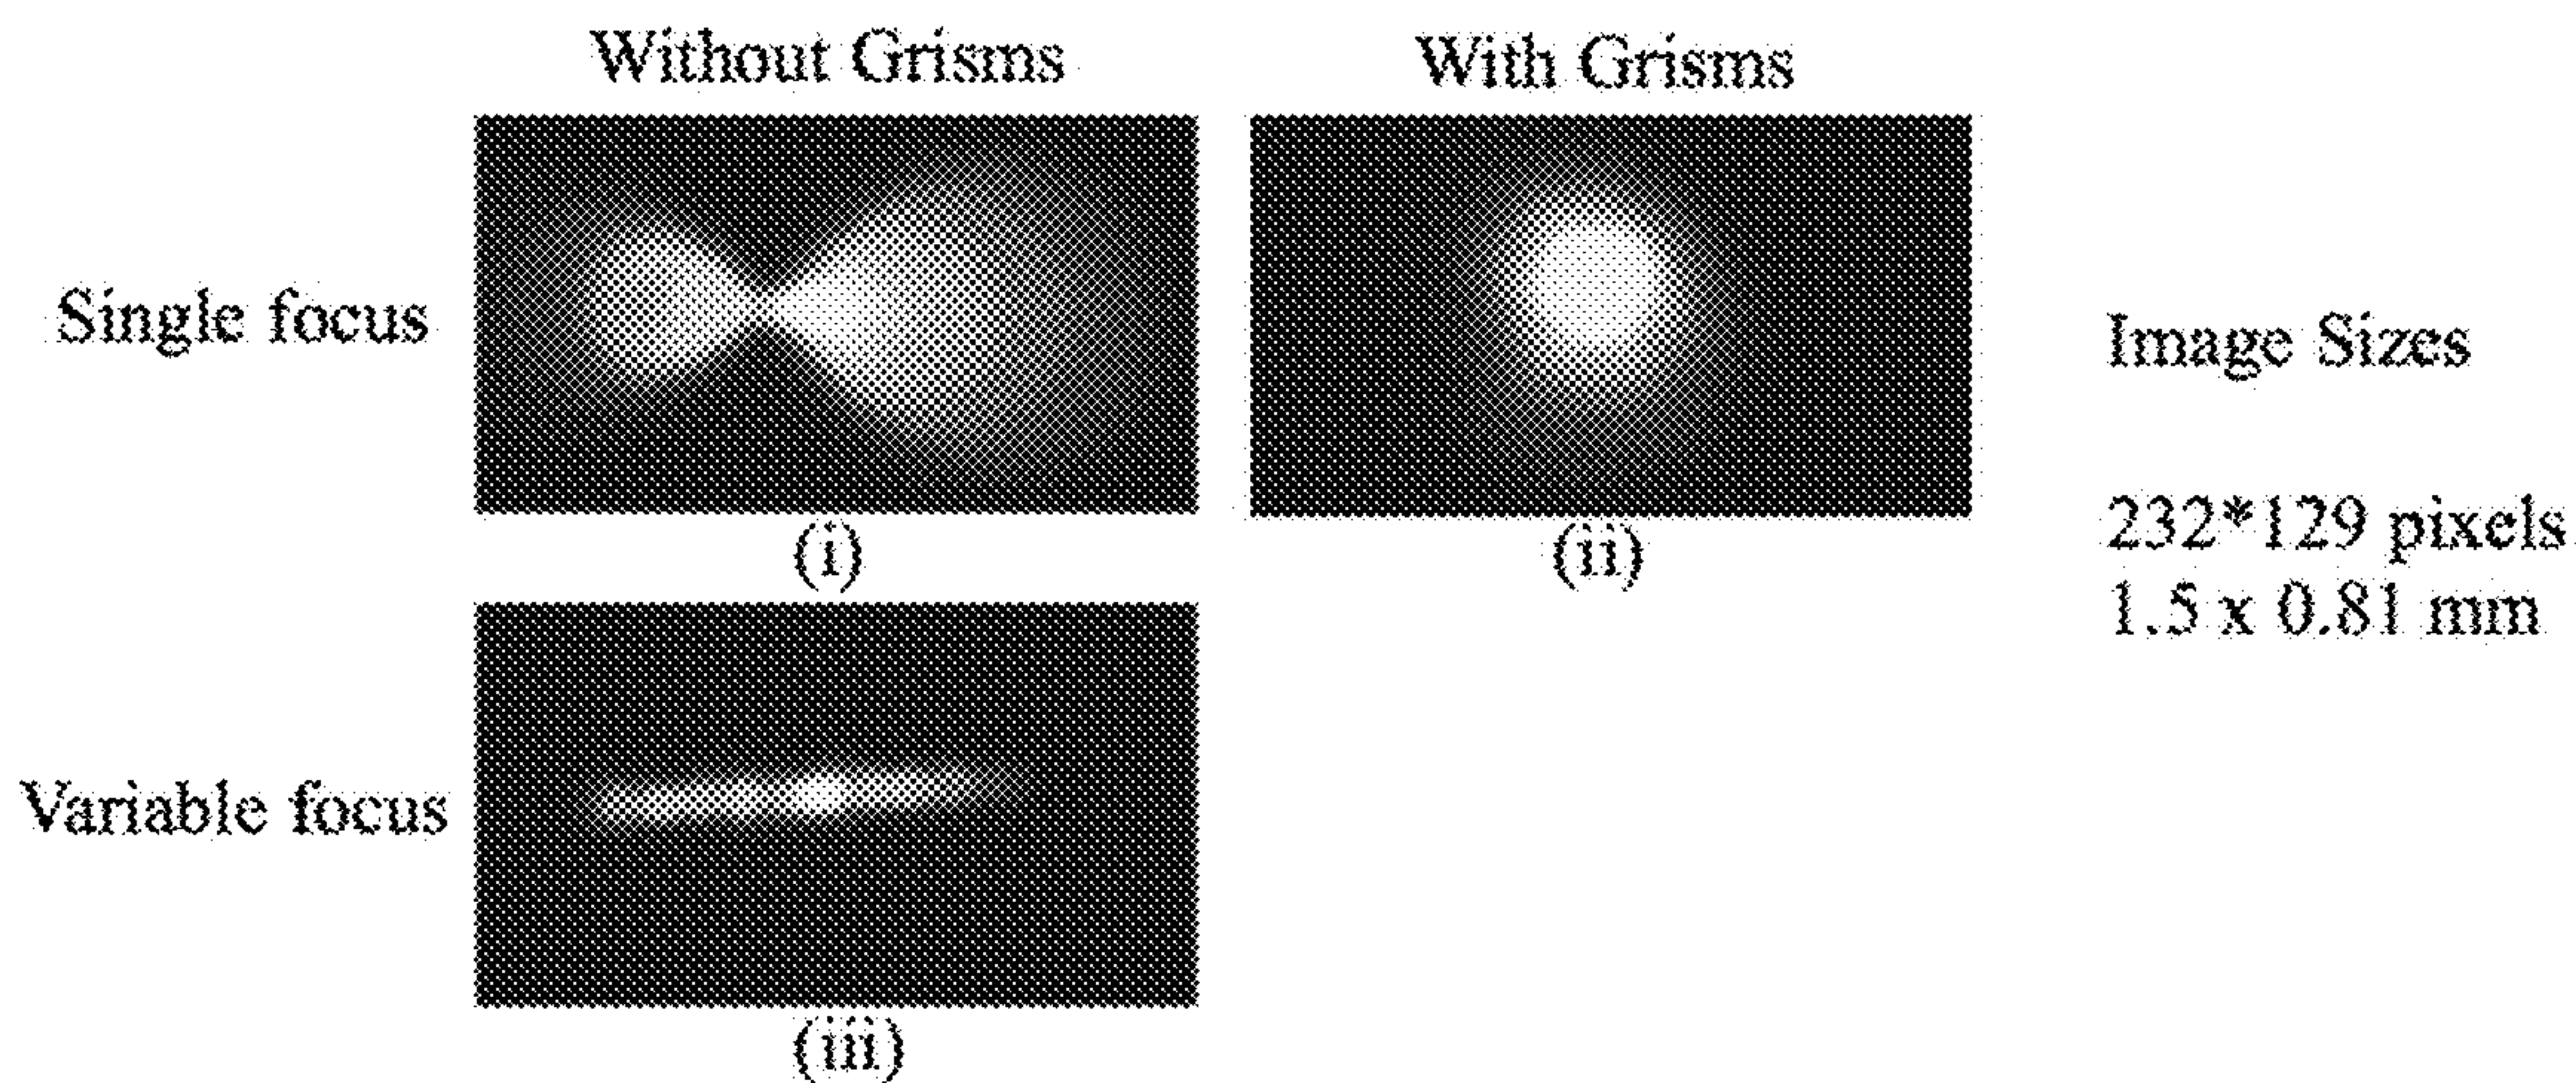 Without Grisms
With Grisms
Single focus
(i)
(ii)
Image Sizes
232*129 pixels
1.5 x 0.81 mm
Variable focus
(iii)